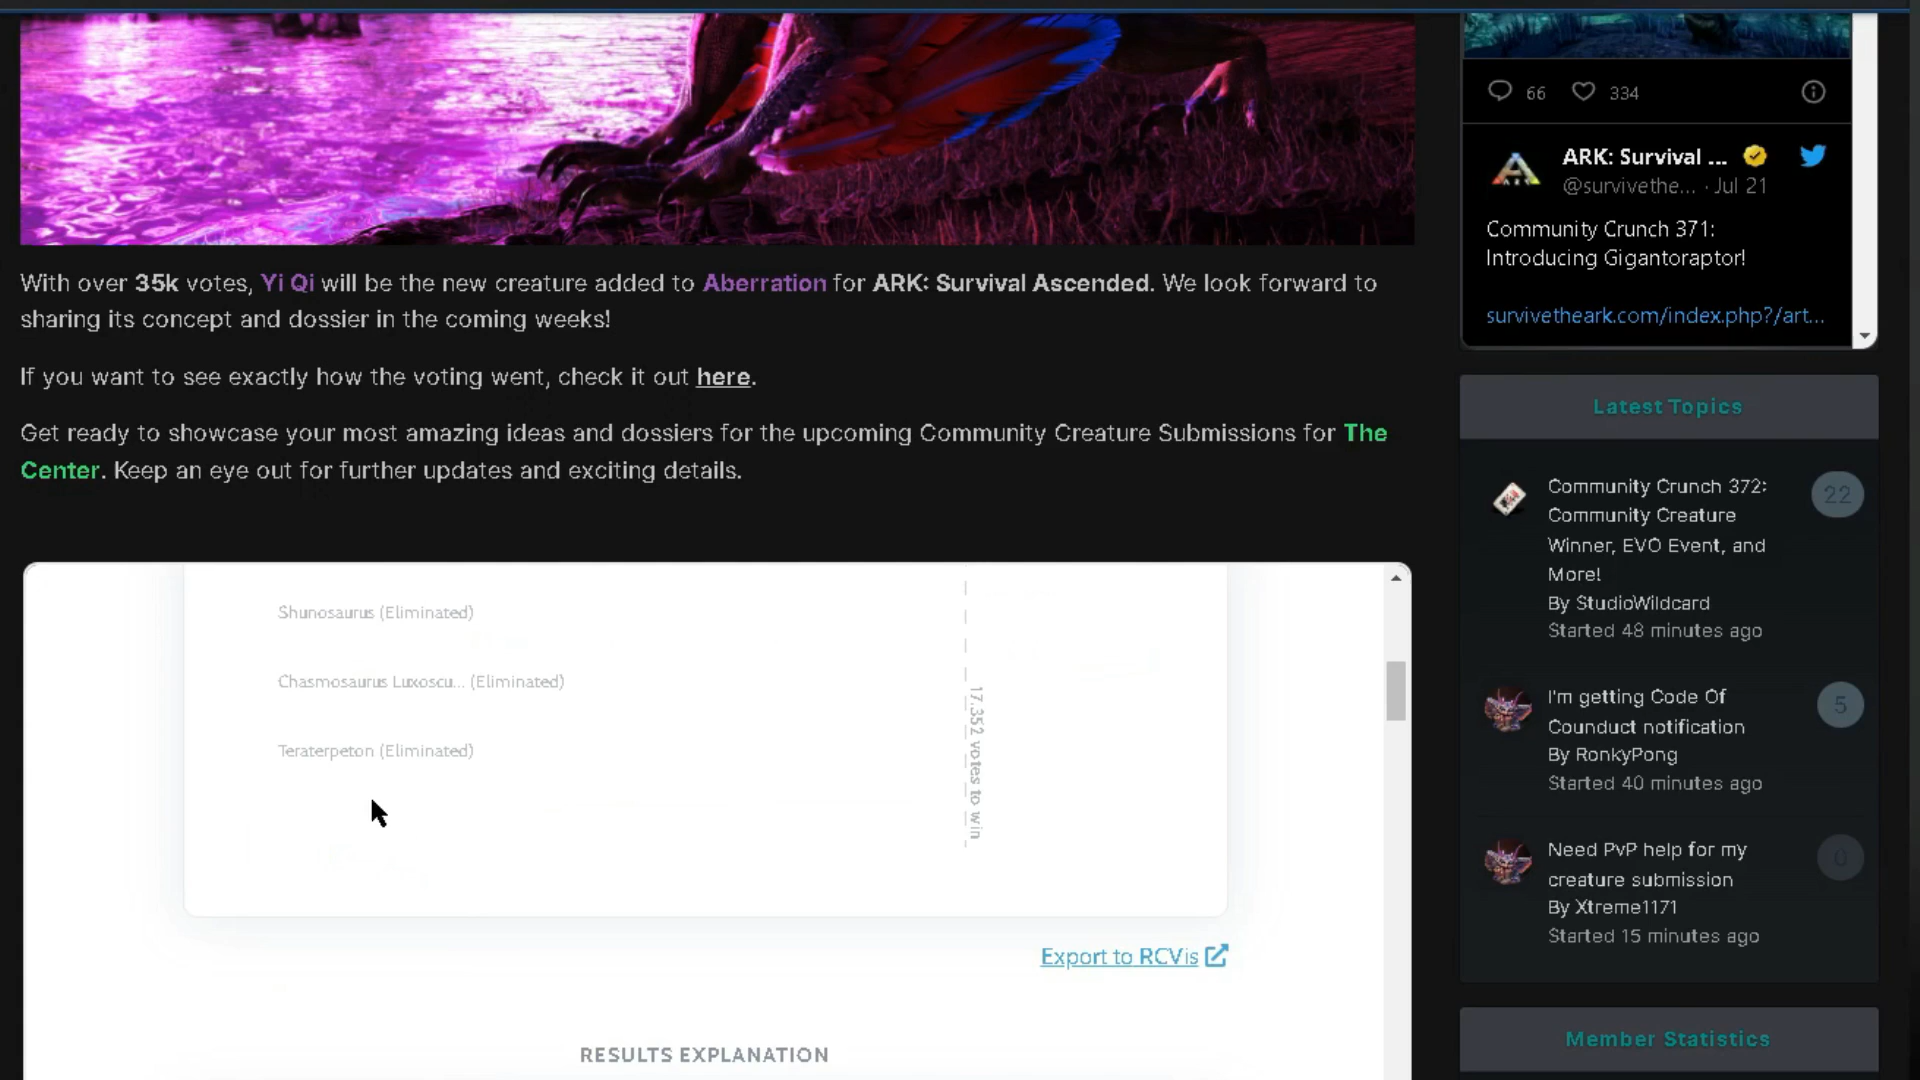 With over 35k votes, Yi Qi will be the new creature added to Aberration for ARK: Survival Ascended. We look forward to
sharing its concept and dossier in the coming weeks!
If you want to see exactly how the voting went, check it out here.
Get ready to showcase your most amazing ideas and dossiers for the upcoming Community Creature Submissions for The
Center. Keep an eye out for further updates and exciting details.
Shunosaurus (Eliminated)
Chasmosaurus Luxoscu... (Eliminated)
Teraterpeton (Eliminated)
17,352 votes to win
Export to RCVis
RESULTS EXPLANATION
66 334
ARK: Survival ...
@survivethe... · Jul 21
Community Crunch 371:
Introducing Gigantoraptor!
survivetheark.com/index.php?/art...
Latest Topics
Community Crunch 372:
Community Creature
Winner, EVO Event, and
More!
By StudioWildcard
Started 48 minutes ago
22
I'm getting Code Of
Counduct notification
By RonkyPong
Started 40 minutes ago
5
Need PvP help for my
creature submission
By Xtreme1171
Started 15 minutes ago
0
Member Statistics